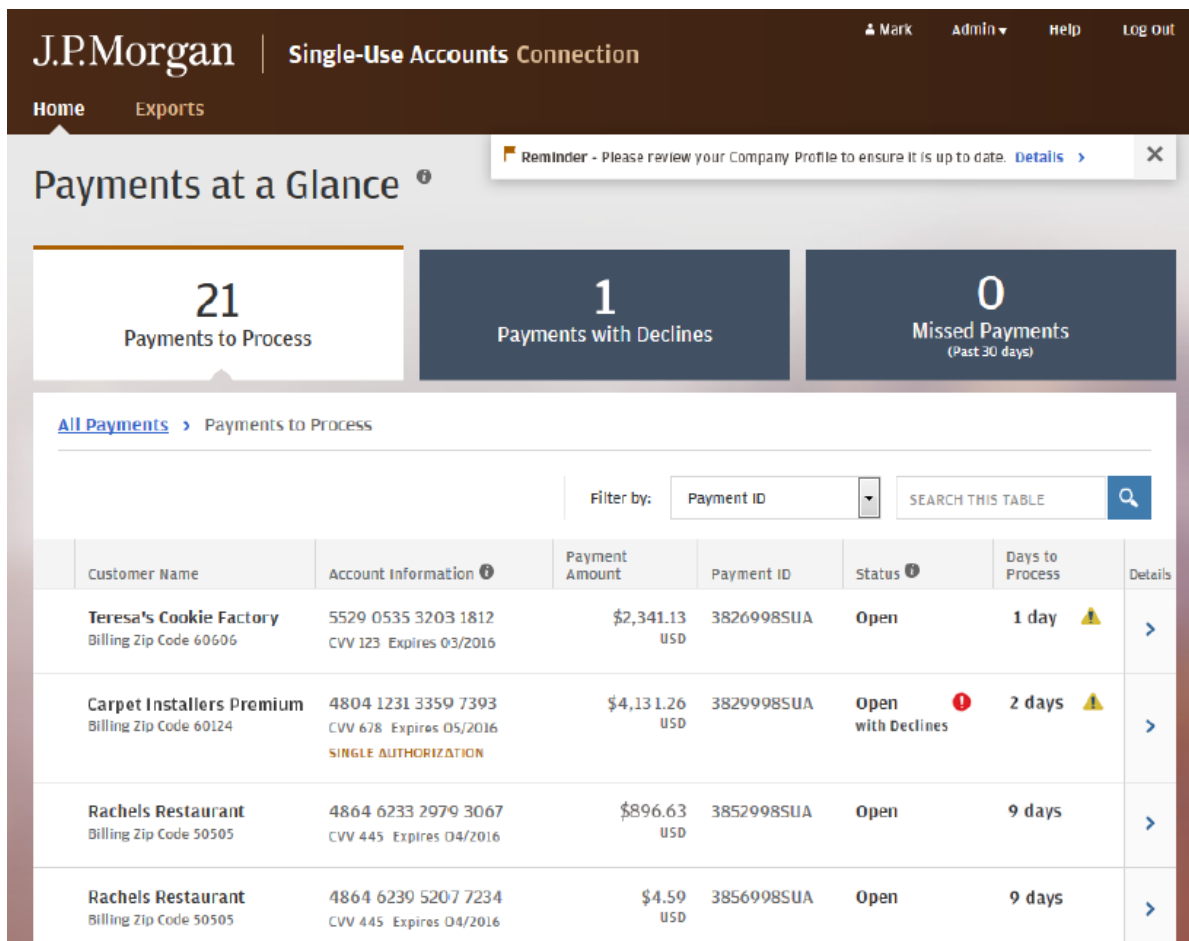 Mark Admin Help Log Out
J.P.Morgan Single-Use Accounts Connection
Home Exports
Reminder - Please review your Company Profile to ensure it is up to date. Details
Payments at a Glance
21
Payments to Process
1
Payments with Declines
0
Missed Payments
(Past 30 days)
All Payments > Payments to Process
Filter by: Payment ID SEARCH THIS TABLE
Customer Name Account Information Payment Amount Payment ID Status Days to Process Details
Teresa's Cookie Factory 5529 0535 3203 1812 $2,341.13 3826998SUA Open 1 day
Billing Zip Code 60606 CVV 123 Expires 03/2016 USD
Carpet Installers Premium 4804 1231 3359 7393 $4,131.26 3829998SUA Open 2 days
Billing Zip Code 60124 CVV 678 Expires 05/2016 USD with Declines
SINGLE AUTHORIZATION
Rachels Restaurant 4864 6233 2979 3067 $896.63 3852998SUA Open 9 days
Billing Zip Code 50505 CVV 445 Expires 04/2016 USD
Rachels Restaurant 4864 6239 5207 7234 $4.59 3856998SUA Open 9 days
Billing Zip Code 50505 CVV 445 Expires 04/2016 USD